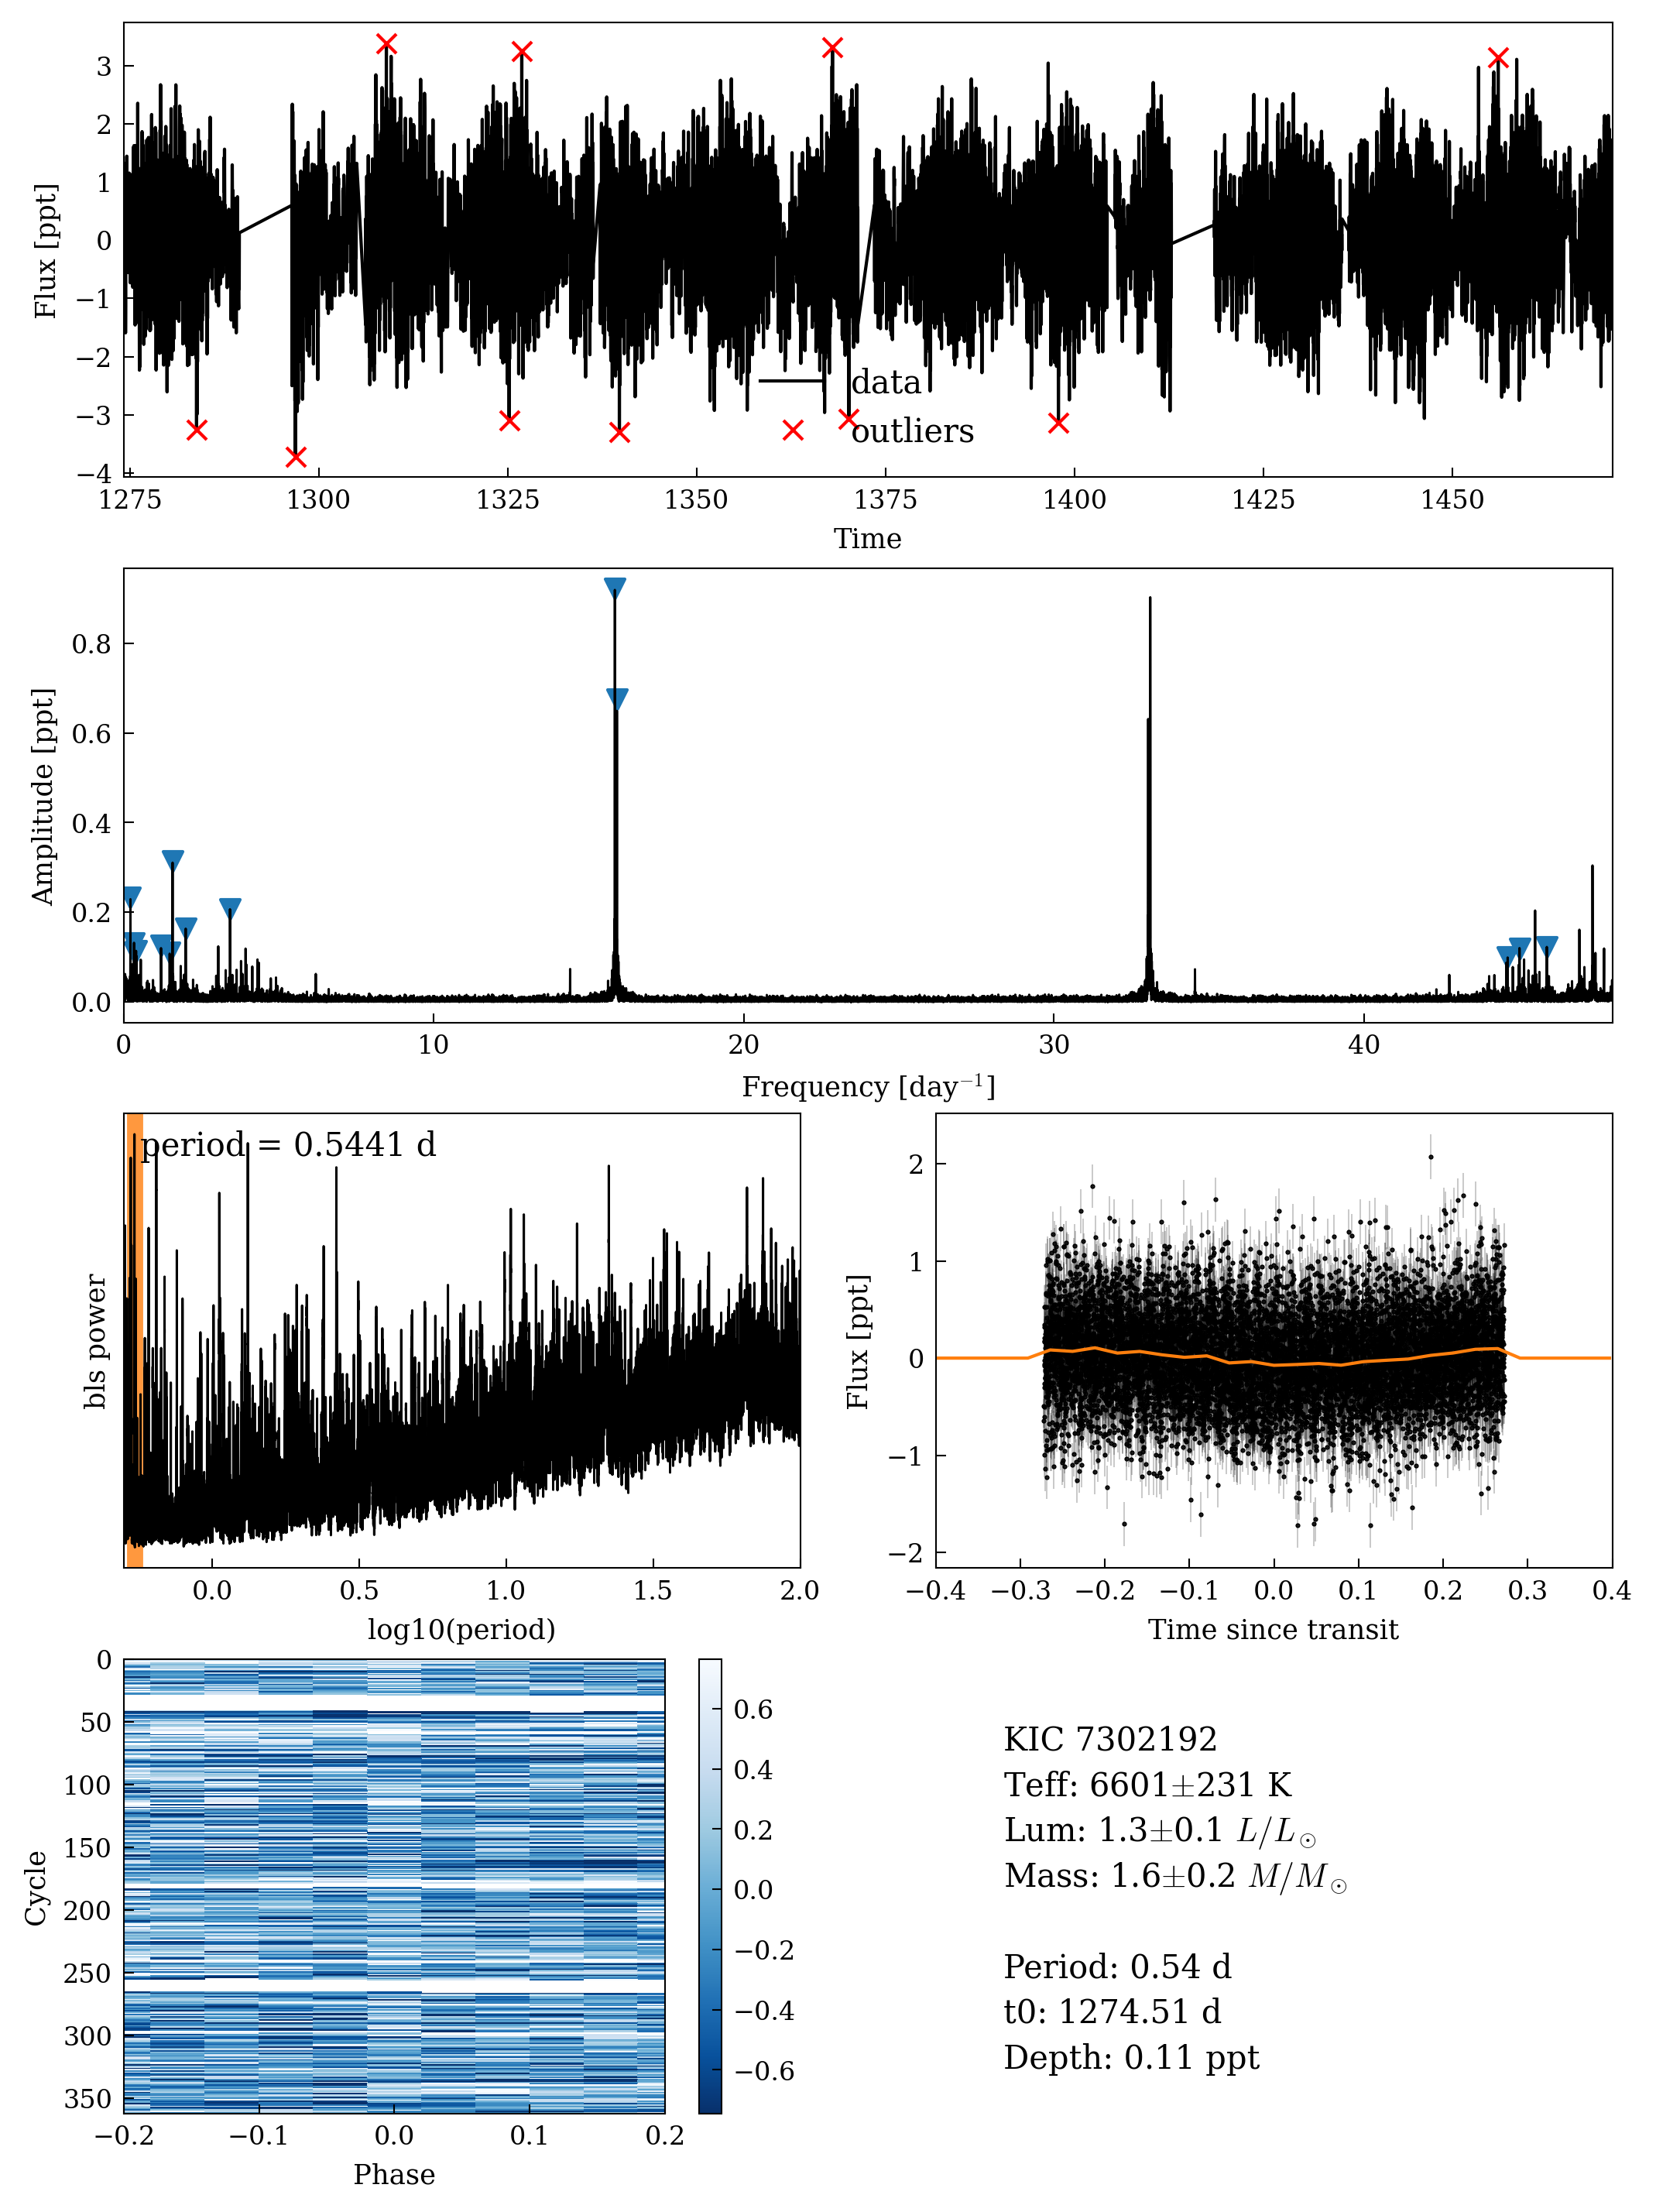 3
2
1
0
−1
−2
−3
−4
Flux [ppt]
data
outliers
1275 1300 1325 1350 1375 1400 1425 1450
Time
0.8
0.6
0.4
0.2
0.0
Amplitude [ppt]
0 10 20 30 40
Frequency [day⁻¹]
period = 0.5441 d
bls power
0.0 0.5 1.0 1.5 2.0
log10(period)
2
1
0
−1
−2
Flux [ppt]
−0.4 −0.3 −0.2 −0.1 0.0 0.1 0.2 0.3 0.4
Time since transit
0
50
100
150
200
250
300
350
Cycle
−0.2 −0.1 0.0 0.1 0.2
Phase
0.6
0.4
0.2
0.0
−0.2
−0.4
−0.6
KIC 7302192
Teff: 6601±231 K
Lum: 1.3±0.1 L/L⊙
Mass: 1.6±0.2 M/M⊙
Period: 0.54 d
t0: 1274.51 d
Depth: 0.11 ppt